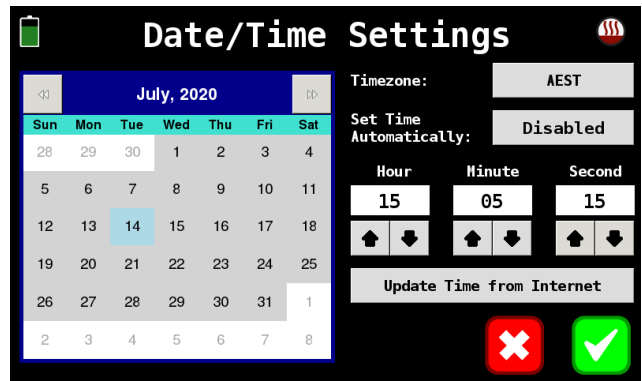 Date/Time Settings
July, 2020
Sun Mon Tue Wed Thu Fri Sat
28 29 30 1 2 3 4
5 6 7 8 9 10 11
12 13 14 15 16 17 18
19 20 21 22 23 24 25
26 27 28 29 30 31 1
2 3 4 5 6 7 8
Timezone: AEST
Set Time
Automatically: Disabled
Hour Minute Second
15 05 15
Update Time from Internet